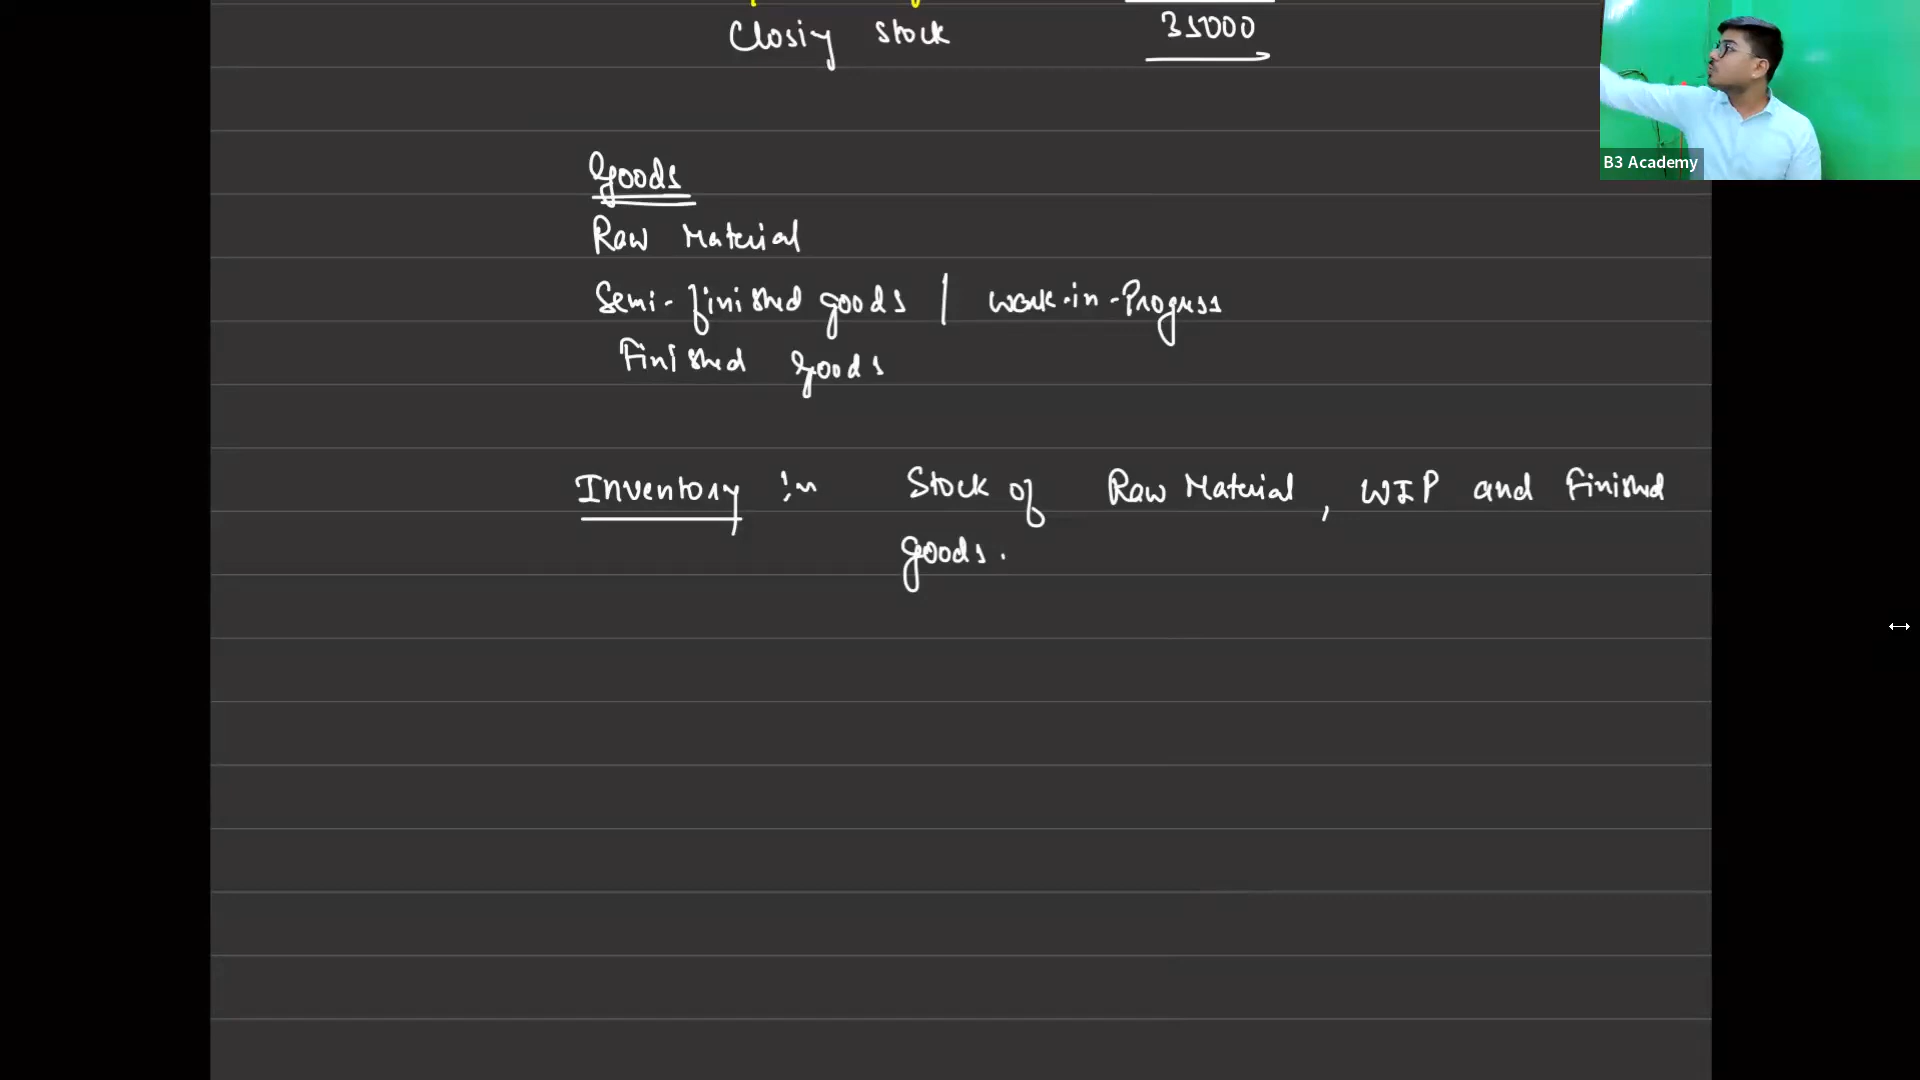 Closing Stock 35000
B3 Academy
Goods
Raw Material
Semi-finished goods | Work-in-Progress
Finished goods
Inventory :- Stock of Raw Material, WIP and Finished
goods.